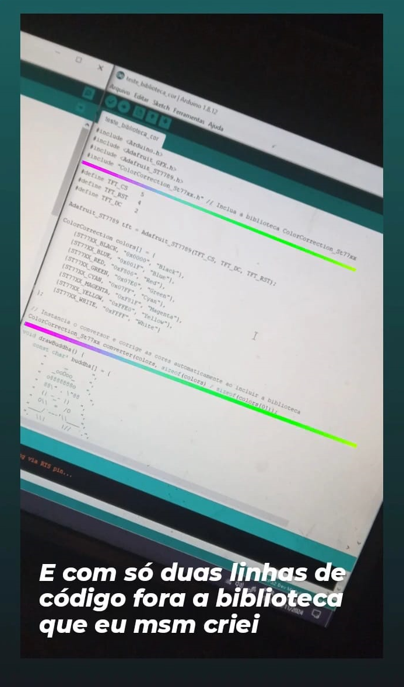 teste_biblioteca_cor | Arduino 1.8.12
Arquivo Editar Sketch Ferramentas Ajuda
teste_biblioteca_cor
#include <Arduino.h>
#include <Adafruit_GFX.h>
#include <Adafruit_ST7789.h>
#include "ColorCorrection_St77xx.h" // Inclua a biblioteca ColorCorrection_St77xx
#define TFT_CS 5
#define TFT_RST 4
#define TFT_DC 2
Adafruit_ST7789 tft = Adafruit_ST7789(TFT_CS, TFT_DC, TFT_RST);
ColorCorrection colors[] = {
{ST77XX_BLACK, "0x0000", "Black"},
{ST77XX_BLUE, "0x001F", "Blue"},
{ST77XX_RED, "0xF800", "Red"},
{ST77XX_GREEN, "0x07E0", "Green"},
{ST77XX_CYAN, "0x07FF", "Cyan"},
{ST77XX_MAGENTA, "0xF81F", "Magenta"},
{ST77XX_YELLOW, "0xFFE0", "Yellow"},
{ST77XX_WHITE, "0xFFFF", "White"}
};
// Instancia o conversor e corrige as cores automaticamente ao incluir a biblioteca
ColorCorrection_St77xx converter(colors, sizeof(colors) / sizeof(colors[0]));
void drawBuddha() {
const char* buddha[] = {
via RTS pin...
E com só duas linhas de
código fora a biblioteca
que eu msm criei